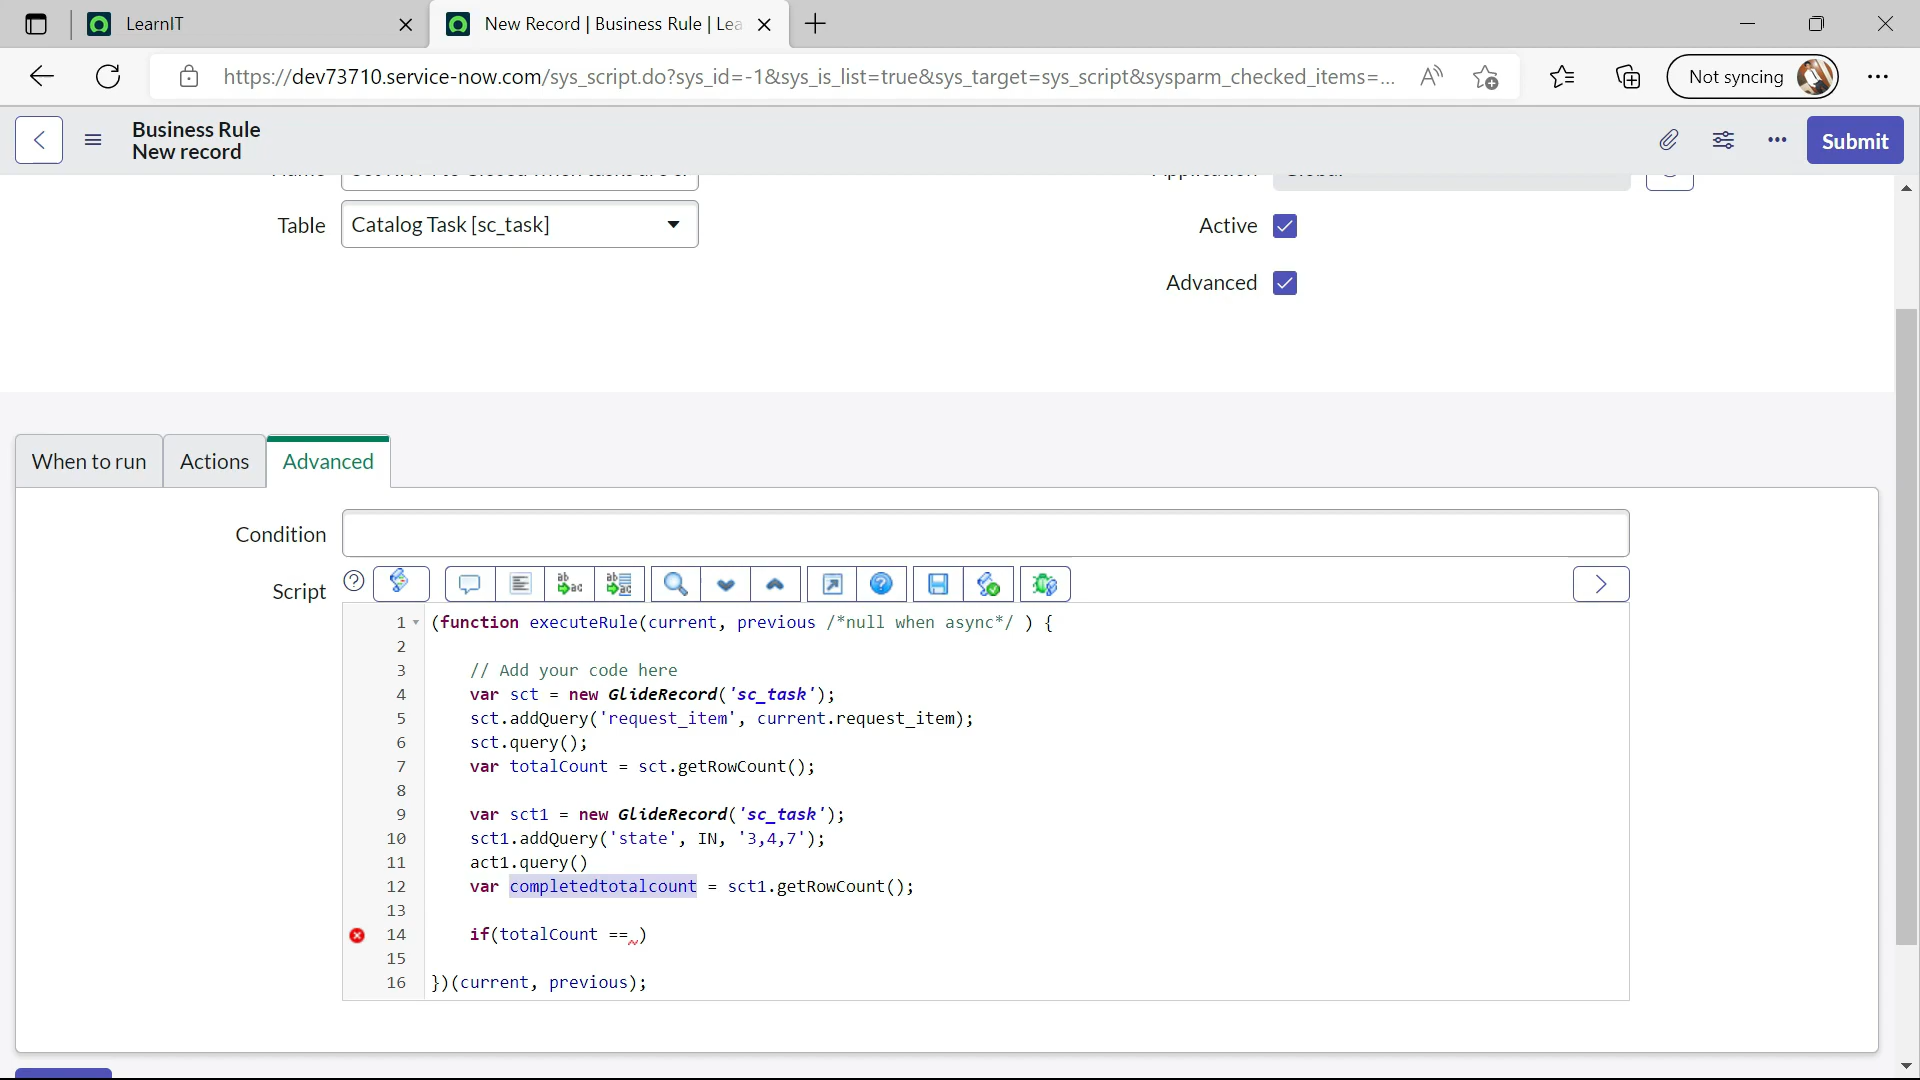 LearnIT
New Record | Business Rule | Lea
https://dev73710.service-now.com/sys_script.do?sys_id=-1&sys_is_list=true&sys_target=sys_script&sysparm_checked_items=...
Not syncing
Business Rule
New record
Submit
Table
Catalog Task [sc_task]
Active
Advanced
When to run
Actions
Advanced
Condition
Script
1 (function executeRule(current, previous /*null when async*/ ) {
2
3 // Add your code here
4 var sct = new GlideRecord('sc_task');
5 sct.addQuery('request_item', current.request_item);
6 sct.query();
7 var totalCount = sct.getRowCount();
8
9 var sct1 = new GlideRecord('sc_task');
10 sct1.addQuery('state', IN, '3,4,7');
11 act1.query()
12 var completedtotalcount = sct1.getRowCount();
13
14 if(totalCount == )
15
16 })(current, previous);